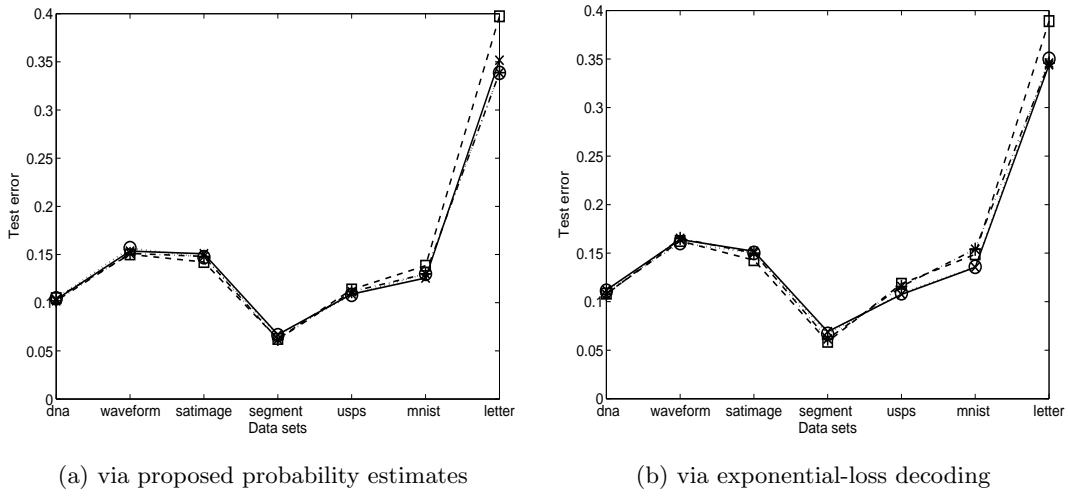 0.4
0.35
0.3
0.25
0.2
0.15
0.1
0.05
0
Test error
dna waveform satimage segment usps mnist letter
Data sets
(a) via proposed probability estimates
0.4
0.35
0.3
0.25
0.2
0.15
0.1
0.05
0
Test error
dna waveform satimage segment usps mnist letter
Data sets
(b) via exponential-loss decoding